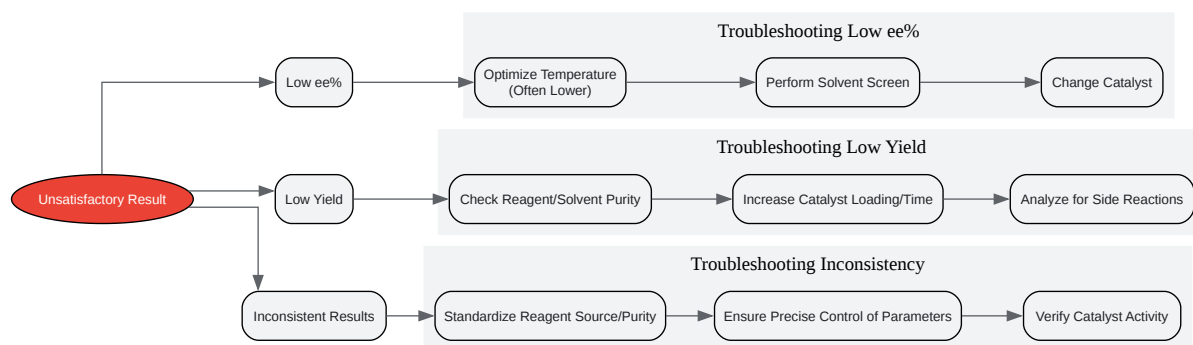 Troubleshooting Low ee%
Low ee%
Optimize Temperature
(Often Lower)
Perform Solvent Screen
Change Catalyst
Unsatisfactory Result
Troubleshooting Low Yield
Low Yield
Check Reagent/Solvent Purity
Increase Catalyst Loading/Time
Analyze for Side Reactions
Troubleshooting Inconsistency
Inconsistent Results
Standardize Reagent Source/Purity
Ensure Precise Control of Parameters
Verify Catalyst Activity